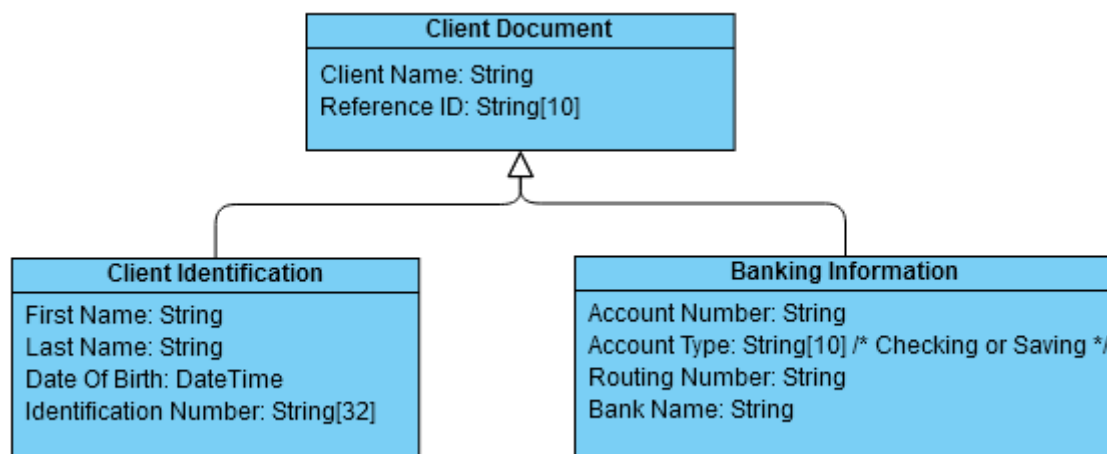 Client Document
Client Name: String
Reference ID: String[10]
Client Identification
First Name: String
Last Name: String
Date Of Birth: DateTime
Identification Number: String[32]
Banking Information
Account Number: String
Account Type: String[10] /* Checking or Saving */
Routing Number: String
Bank Name: String